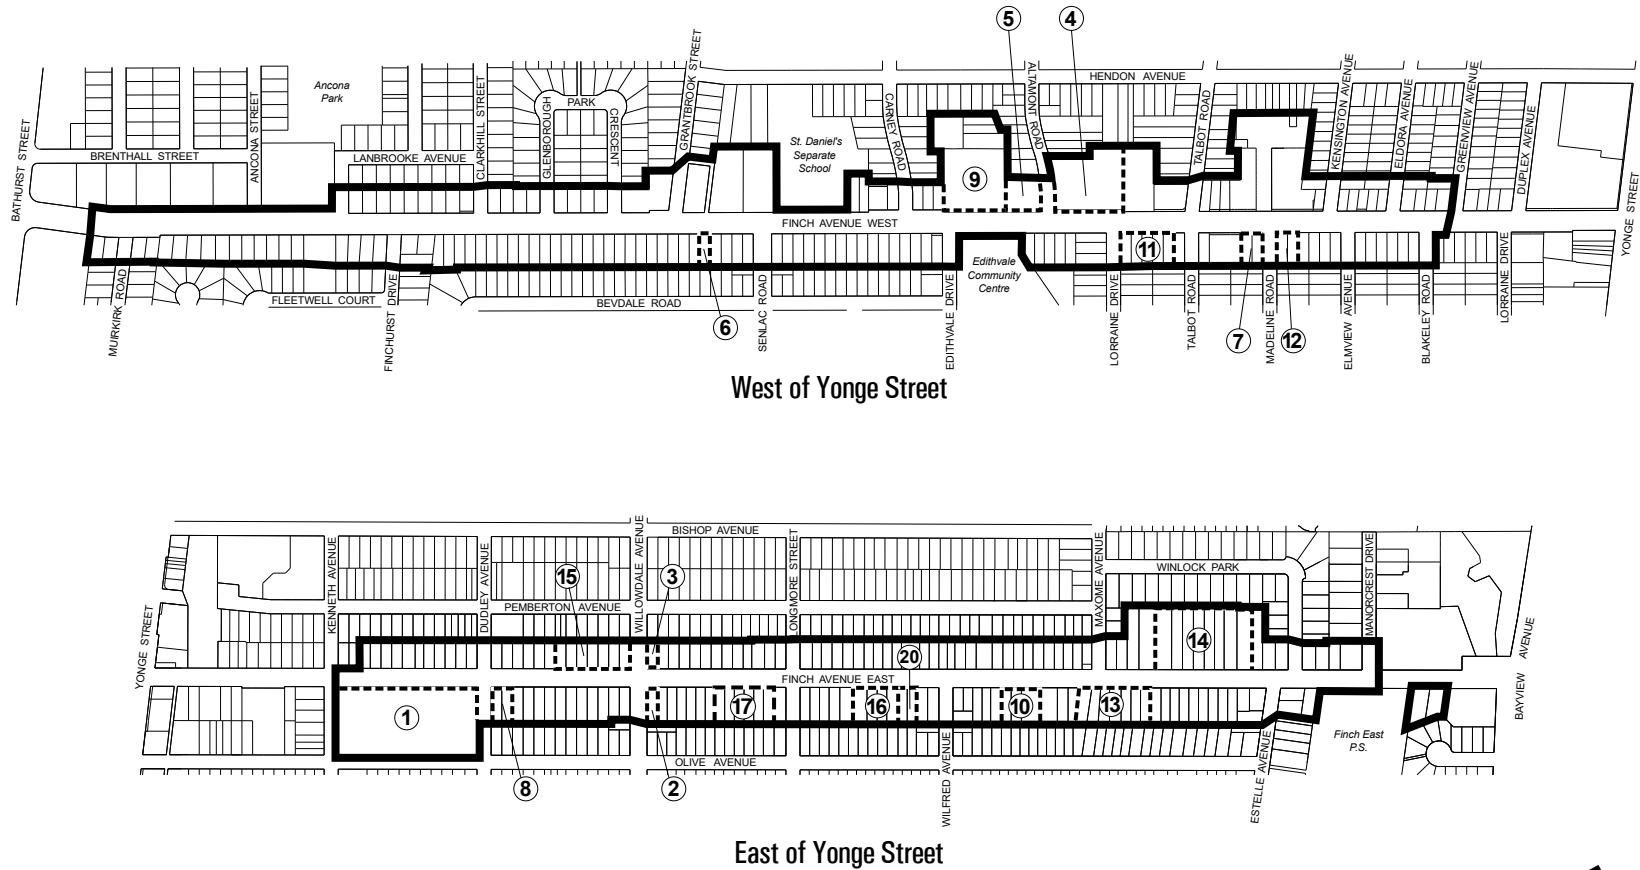 5
4
HENDON AVENUE
Ancona
Park
PARK
GLENBOROUGH
CRESCENT
GRANTBROOK STREET
CLARKHILL STREET
ANCONA STREET
BATHURST STREET
BRENTHALL STREET
LANBROOKE AVENUE
St. Daniel's
Separate
School
CARNEY ROAD
ALTAMONT ROAD
TALBOT ROAD
KENSINGTON AVENUE
ELDORA AVENUE
GREENVIEW AVENUE
DUPLEX AVENUE
YONGE STREET
9
FINCH AVENUE WEST
11
Edithvale
Community
Centre
MUIRKIRK ROAD
FLEETWELL COURT
FINCHURST DRIVE
BEVDALE ROAD
6
SENLAC ROAD
EDITHVALE DRIVE
LORRAINE DRIVE
TALBOT ROAD
7
MADELINE ROAD
12
ELMVIEW AVENUE
BLAKELEY ROAD
LORRAINE DRIVE
West of Yonge Street
BISHOP AVENUE
KENNETH AVENUE
DUDLEY AVENUE
WILLOWDALE AVENUE
LONGMORE STREET
MAXOME AVENUE
WINLOCK PARK
MANORCREST DRIVE
15
3
PEMBERTON AVENUE
YONGE STREET
14
20
FINCH AVENUE EAST
1
17
16
10
13
BAYVIEW AVENUE
Finch East
P.S.
OLIVE AVENUE
8
2
WILFRED AVENUE
ESTELLE AVENUE
East of Yonge Street